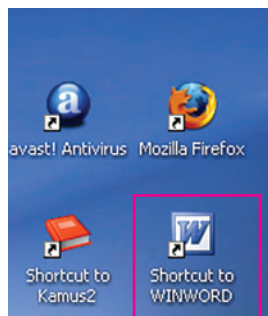 a
avast! Antivirus Mozilla Firefox
W
Shortcut to Kamus2
Shortcut to WINWORD